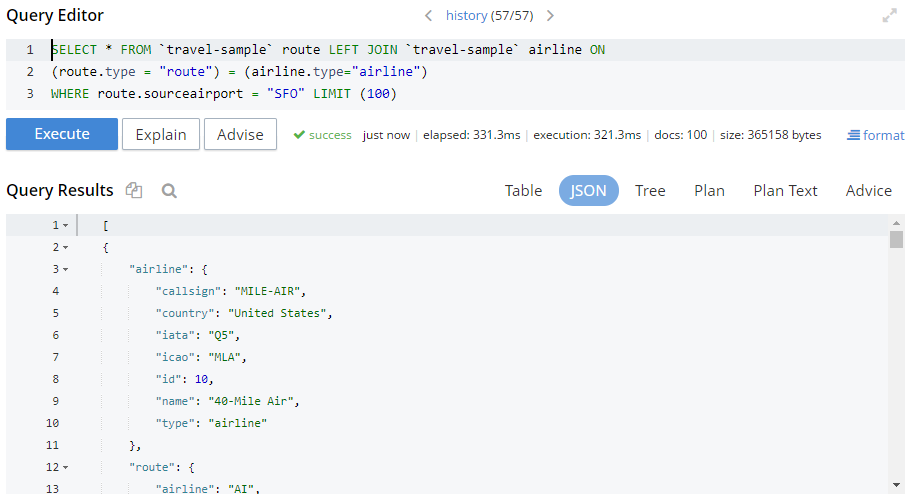 Query Editor
history (57/57)
1 SELECT * FROM `travel-sample` route LEFT JOIN `travel-sample` airline ON
2 (route.type = "route") = (airline.type="airline")
3 WHERE route.sourceairport = "SFO" LIMIT (100)
Execute Explain Advise success just now | elapsed: 331.3ms | execution: 321.3ms | docs: 100 | size: 365158 bytes format
Query Results Table JSON Tree Plan Plan Text Advice
1 [
2 {
3 "airline": {
4 "callsign": "MILE-AIR",
5 "country": "United States",
6 "iata": "Q5",
7 "icao": "MLA",
8 "id": 10,
9 "name": "40-Mile Air",
10 "type": "airline"
11 },
12 "route": {
13 "airline": "AI",